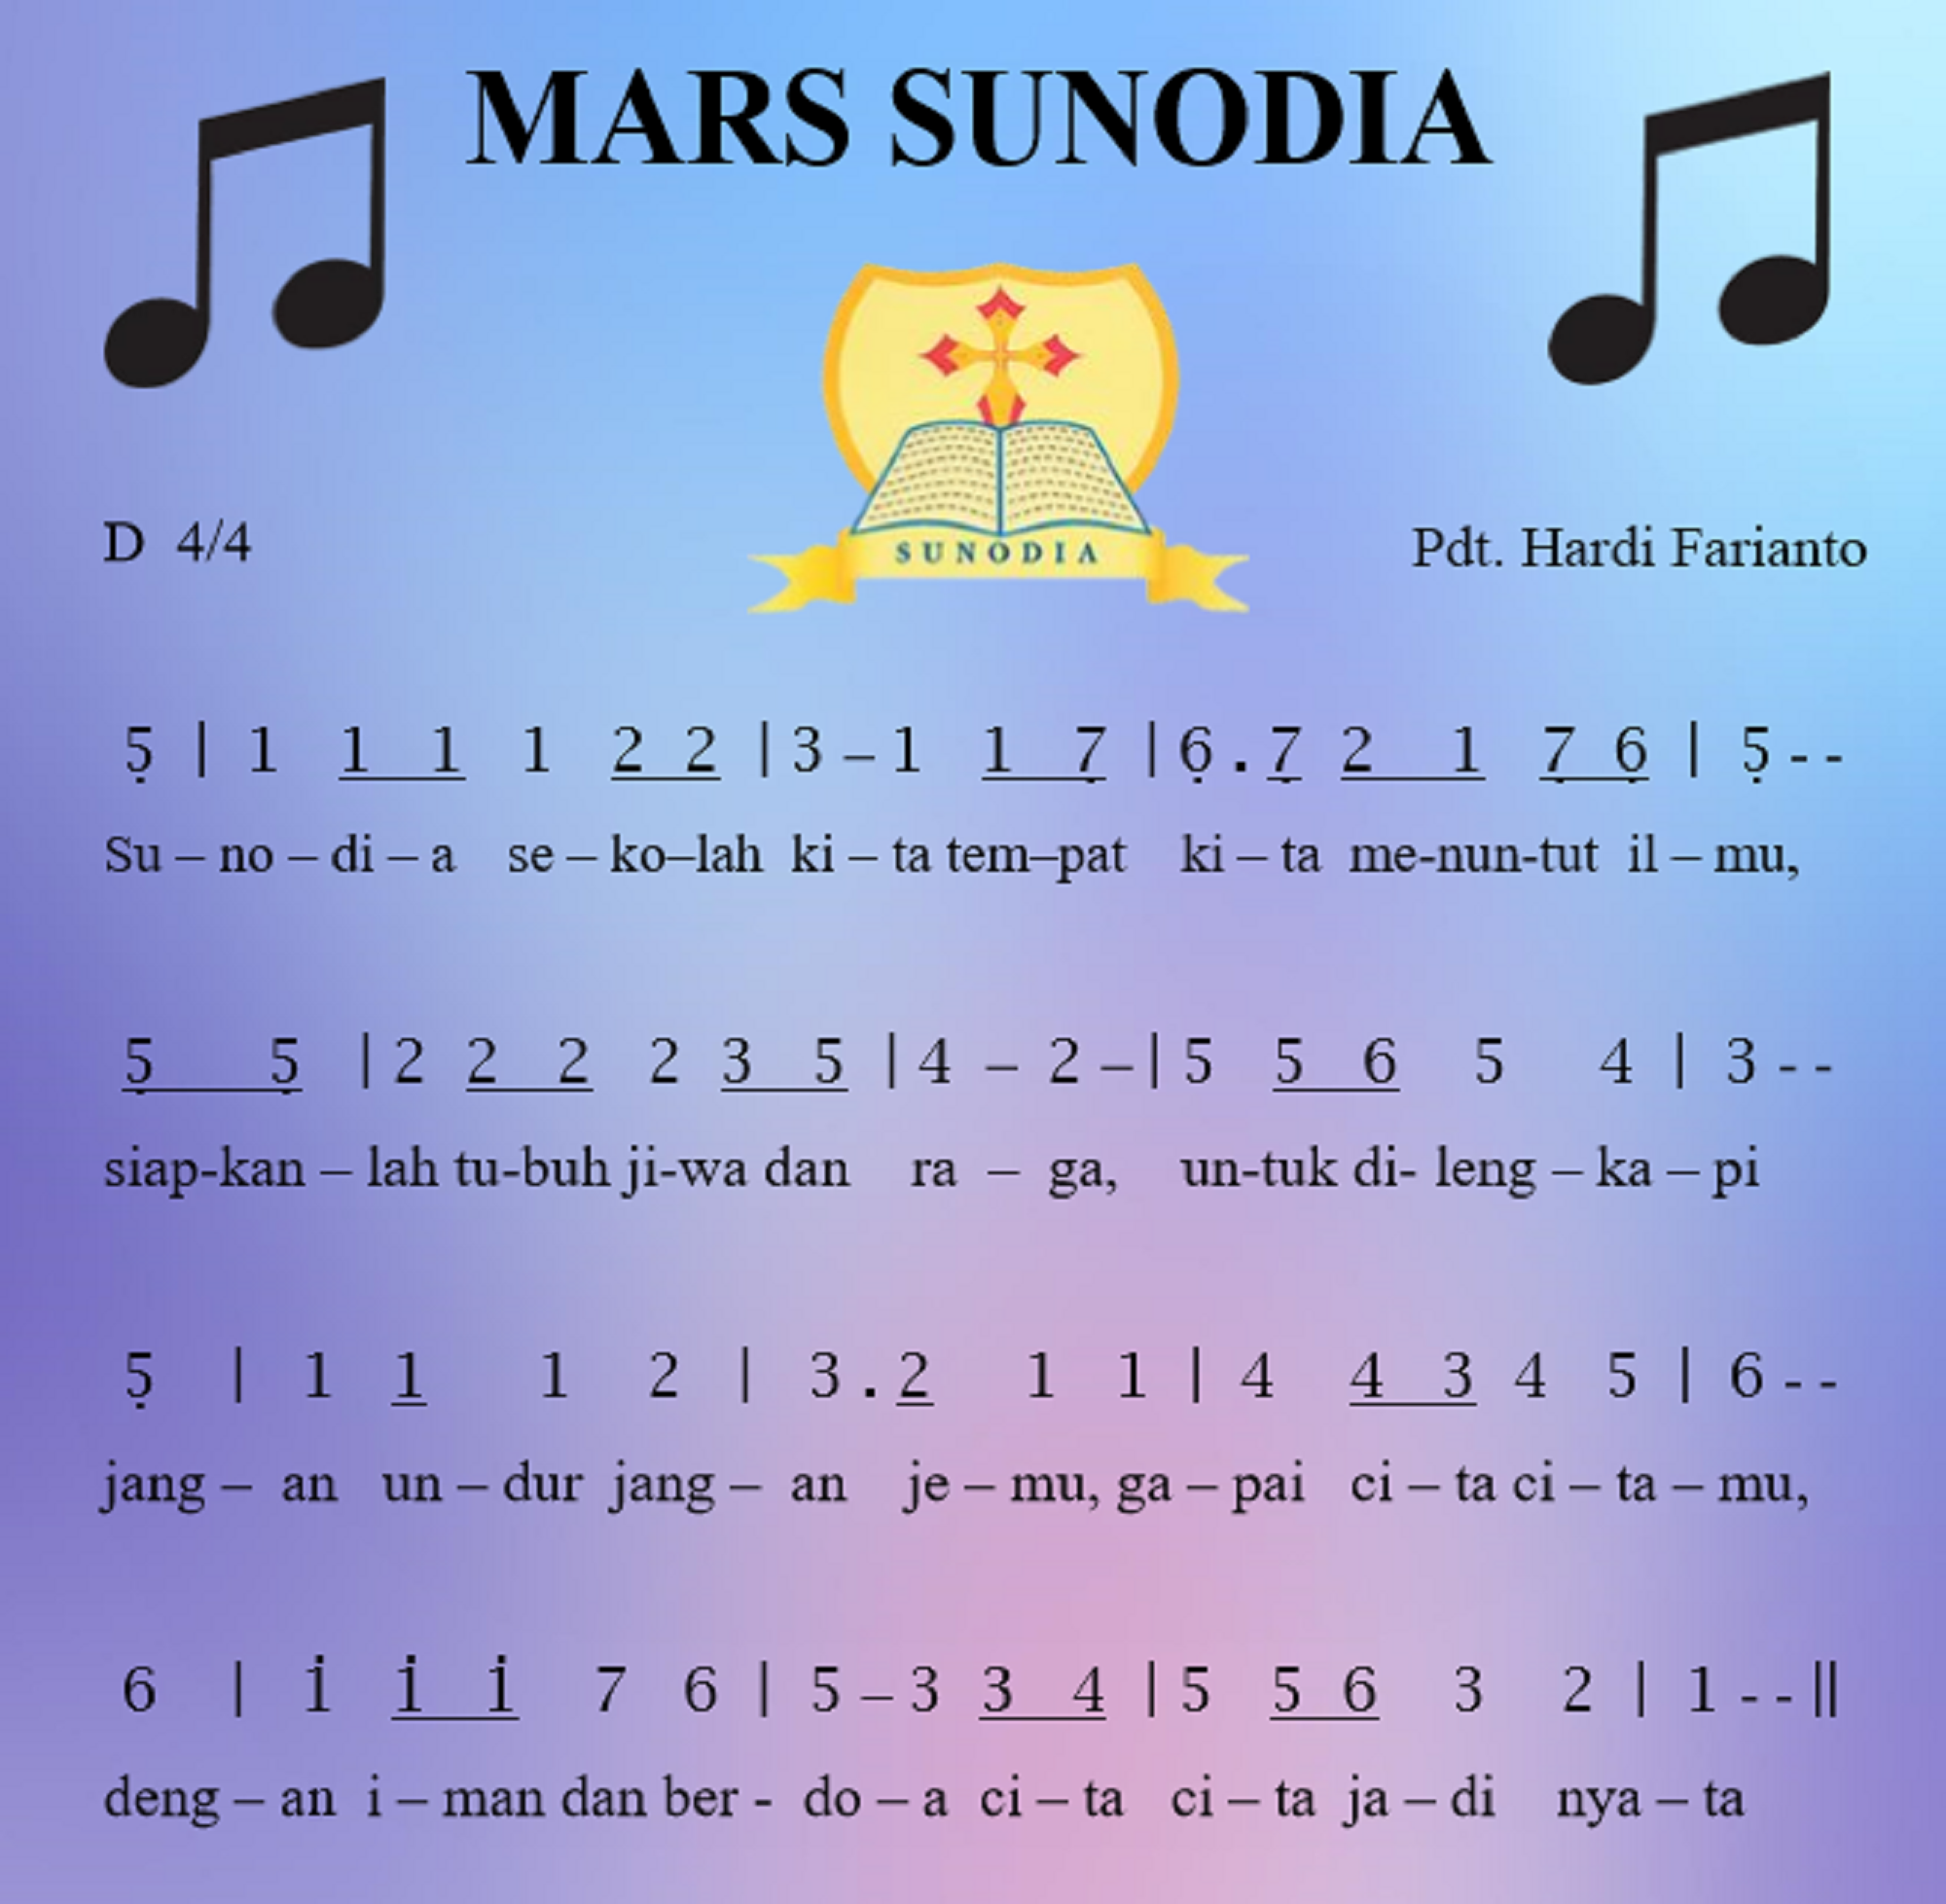 MARS SUNODIA
SUNODIA
D 4/4
Pdt. Hardi Farianto
5̣ | 1 1 1 1 2 2 | 3 – 1 1 7̣ | 6̣ . 7̣ 2 1 7̣ 6̣ | 5̣ - -
Su – no – di – a se – ko–lah ki – ta tem–pat ki – ta me-nun-tut il – mu,
5̣ 5̣ | 2 2 2 2 3 5 | 4 – 2 – | 5 5 6 5 4 | 3 - -
siap-kan – lah tu-buh ji-wa dan ra – ga, un-tuk di- leng – ka – pi
5̣ | 1 1 1 2 | 3 . 2 1 1 | 4 4 3 4 5 | 6 - -
jang – an un – dur jang – an je – mu, ga – pai ci – ta ci – ta – mu,
6 | 1̇ 1̇ 1̇ 7 6 | 5 – 3 3 4 | 5 5 6 3 2 | 1 - - ||
deng – an i – man dan ber - do – a ci – ta ci – ta ja – di nya – ta